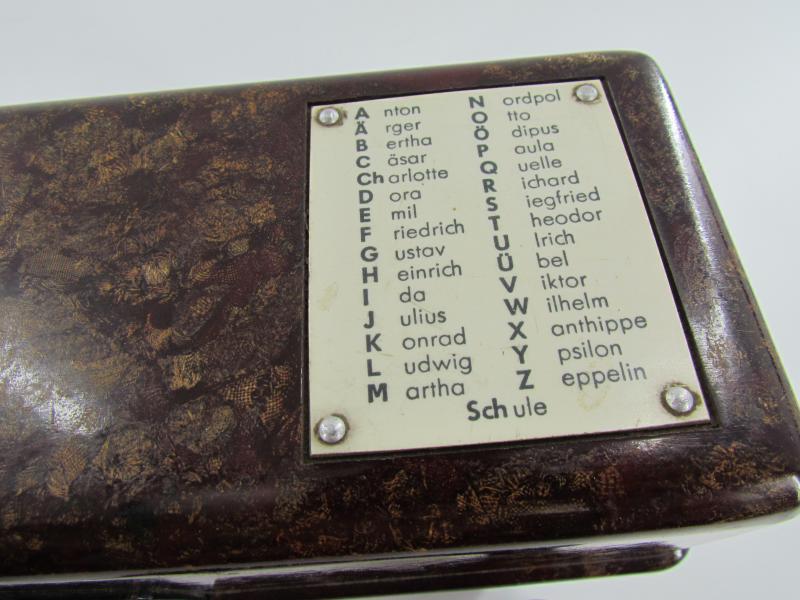 Anton
Ärger
Bertha
Cäsar
Charlotte
Dora
Emil
Friedrich
Gustav
Heinrich
Ida
Julius
Konrad
Ludwig
Martha
Nordpol
Otto
Ödipus
Paula
Quelle
Richard
Siegfried
Theodor
Ulrich
Übel
Viktor
Wilhelm
Xanthippe
Ypsilon
Zeppelin
Schule